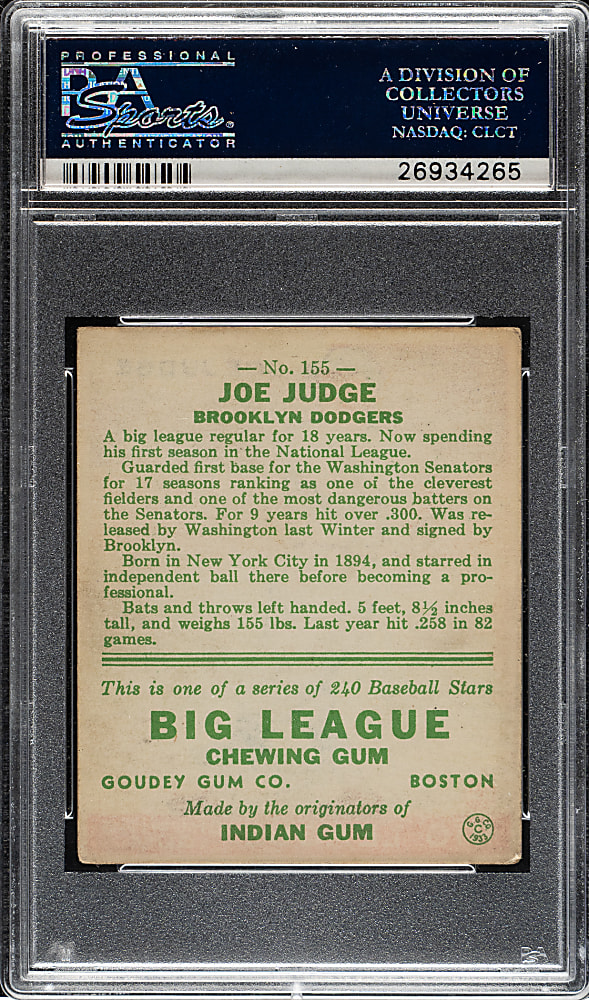 PROFESSIONAL
PSA
Sports®
AUTHENTICATOR
A DIVISION OF
COLLECTORS
UNIVERSE
NASDAQ: CLCT
26934265
— No. 155 —
JOE JUDGE
BROOKLYN DODGERS
A big league regular for 18 years. Now spending
his first season in the National League.
Guarded first base for the Washington Senators
for 17 seasons ranking as one of the cleverest
fielders and one of the most dangerous batters on
the Senators. For 9 years hit over .300. Was re-
leased by Washington last Winter and signed by
Brooklyn.
Born in New York City in 1894, and starred in
independent ball there before becoming a pro-
fessional.
Bats and throws left handed. 5 feet, 8½ inches
tall, and weighs 155 lbs. Last year hit .258 in 82
games.
This is one of a series of 240 Baseball Stars
BIG LEAGUE
CHEWING GUM
GOUDEY GUM CO. BOSTON
Made by the originators of
INDIAN GUM
G.G.CO.
C
1933